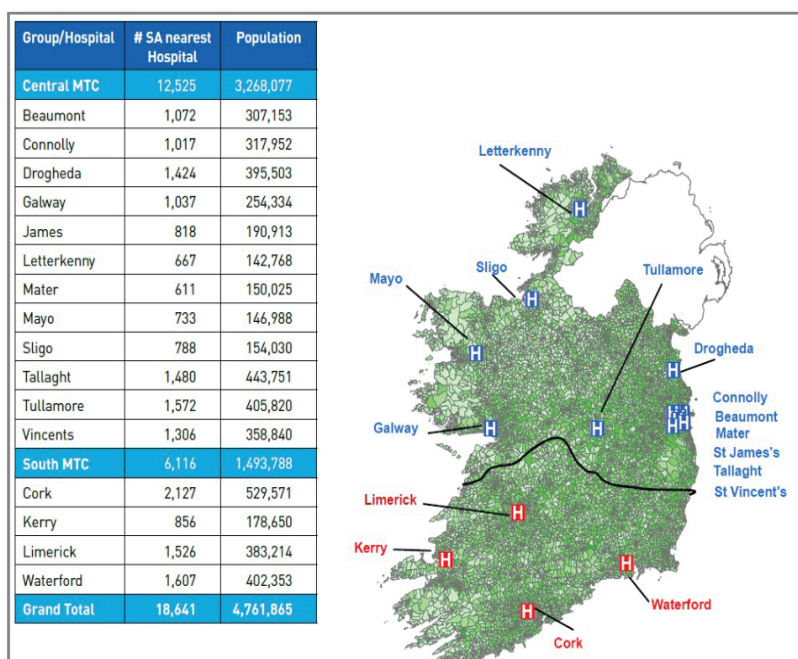 Group/Hospital # SA nearest Hospital Population
Central MTC 12,525 3,268,077
Beaumont 1,072 307,153
Connolly 1,017 317,952
Drogheda 1,424 395,503
Galway 1,037 254,334
James 818 190,913
Letterkenny 667 142,768
Mater 611 150,025
Mayo 733 146,988
Sligo 788 154,030
Tallaght 1,480 443,751
Tullamore 1,572 405,820
Vincents 1,306 358,840
South MTC 6,116 1,493,788
Cork 2,127 529,571
Kerry 856 178,650
Limerick 1,526 383,214
Waterford 1,607 402,353
Grand Total 18,641 4,761,865
Letterkenny
H
Sligo
H
Tullamore
Mayo
H
Drogheda
H
Connolly
Beaumont
Mater
St James's
Tallaght
St Vincent's
H
H
H
H
Galway
H
H
Limerick
H
Kerry
H
H
Waterford
H
Cork